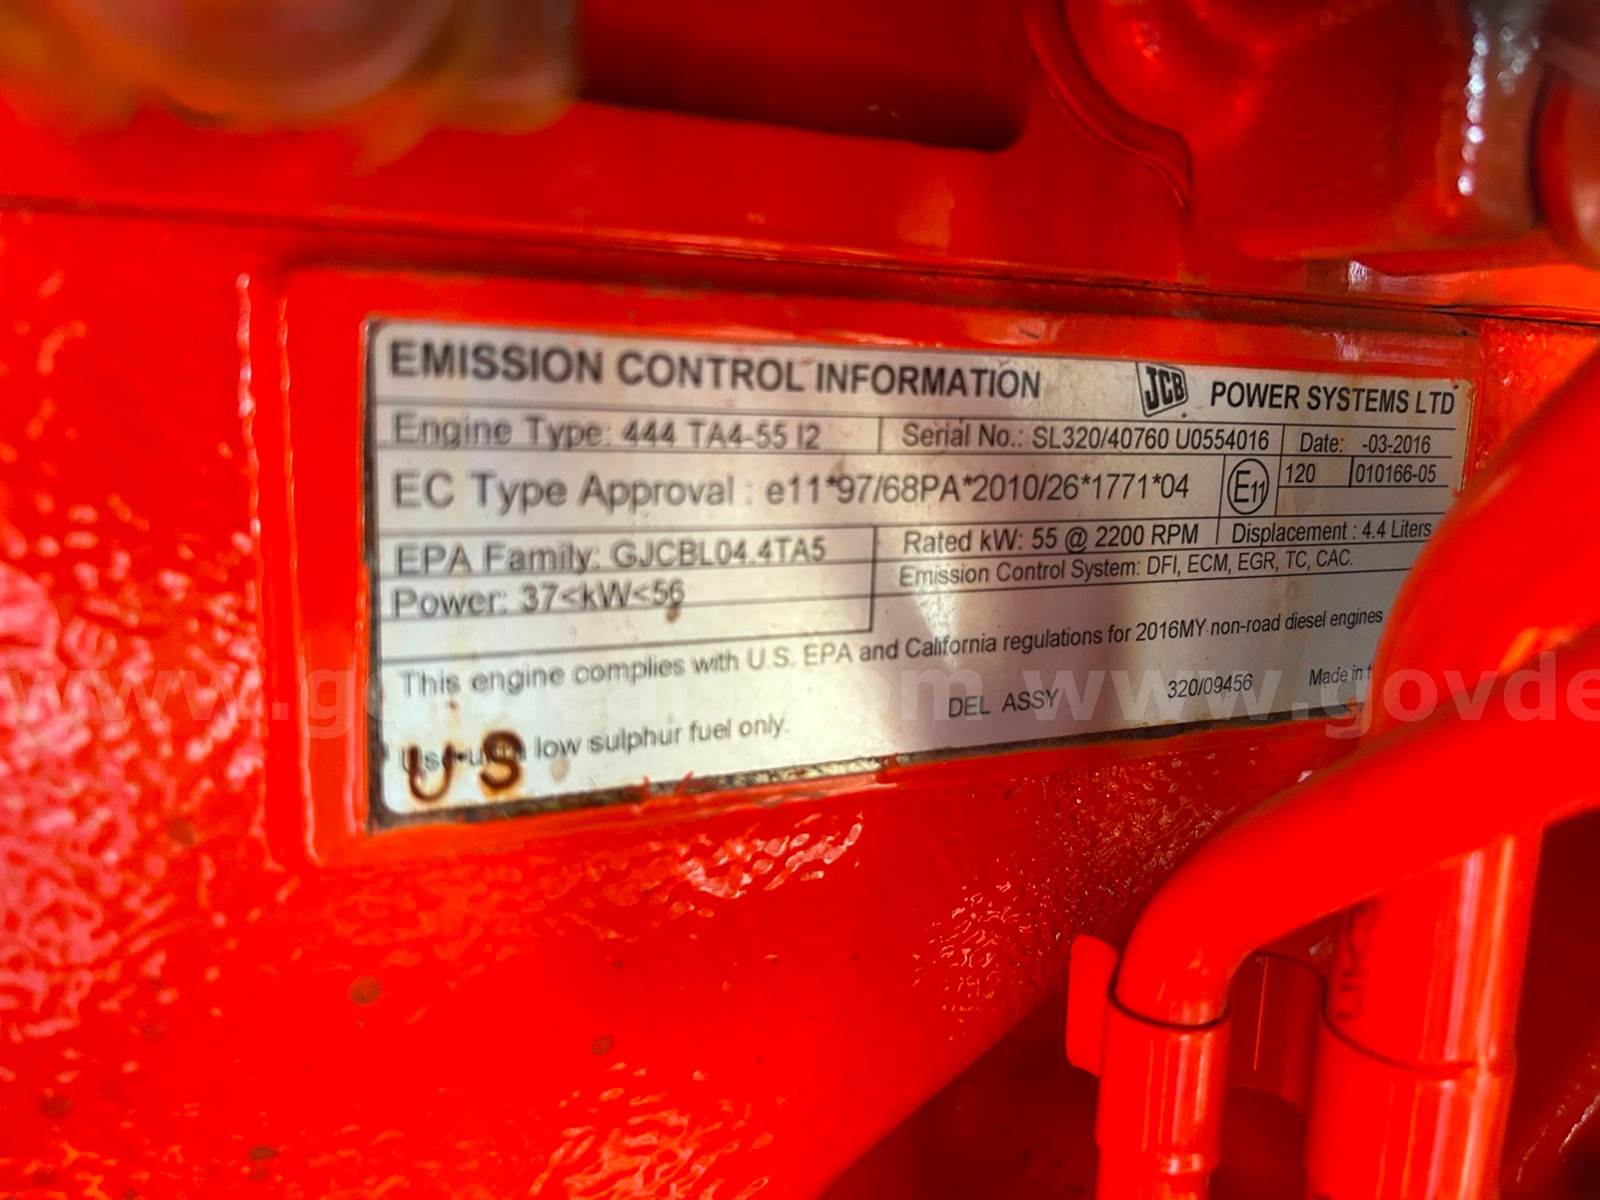 EMISSION CONTROL INFORMATION JCB POWER SYSTEMS LTD
Engine Type: 444 TA4-55 I2 Serial No.: SL320/40760 U0554016 Date: -03-2016
EC Type Approval : e11*97/68PA*2010/26*1771*04 E11 120 010166-05
EPA Family: GJCBL04.4TA5 Rated kW: 55 @ 2200 RPM Displacement : 4.4 Liters
Power: 37<kW<56 Emission Control System: DFI, ECM, EGR, TC, CAC.
This engine complies with U.S. EPA and California regulations for 2016MY non-road diesel engines
DEL ASSY 320/09456 Made in
low sulphur fuel only.
US